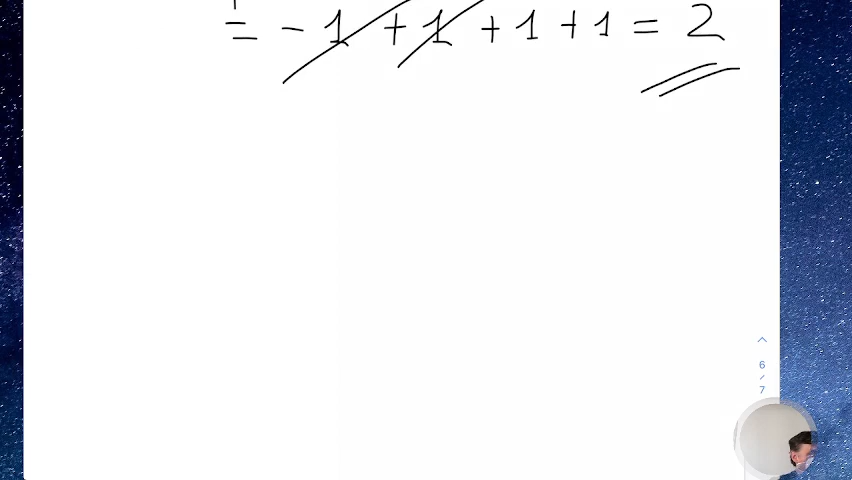 = - 1 + 1 + 1 + 1 = 2
6
/
7